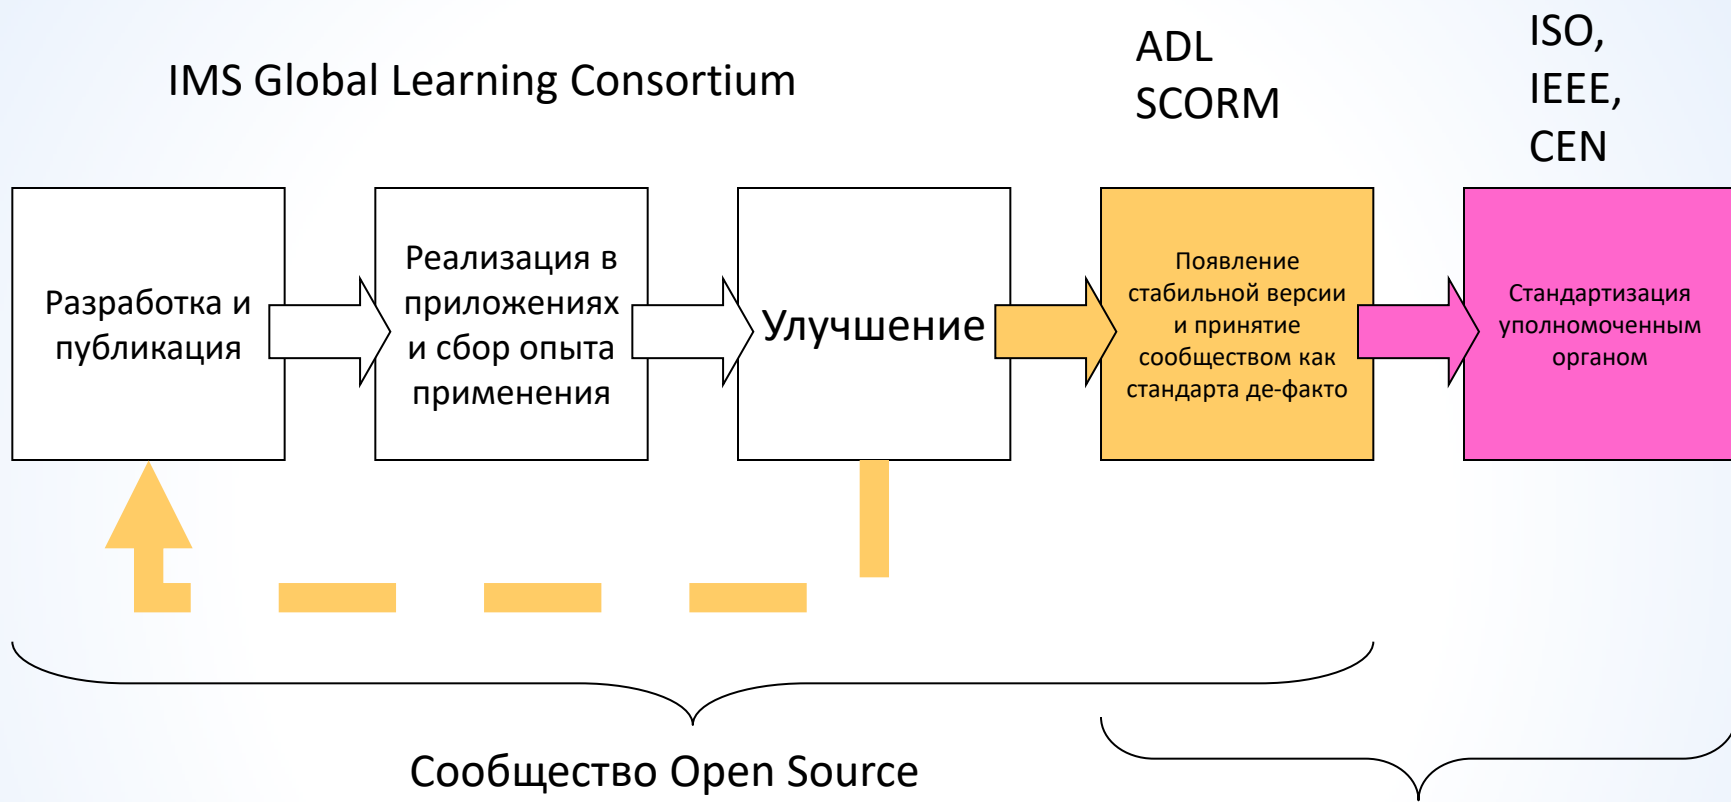 IMS Global Learning Consortium
ADL
SCORM
ISO,
IEEE,
CEN
Разработка и
публикация
Реализация в
приложениях
и сбор опыта
применения
Улучшение
Появление
стабильной версии
и принятие
сообществом как
стандарта де-факто
Стандартизация
уполномоченным
органом
Сообщество Open Source